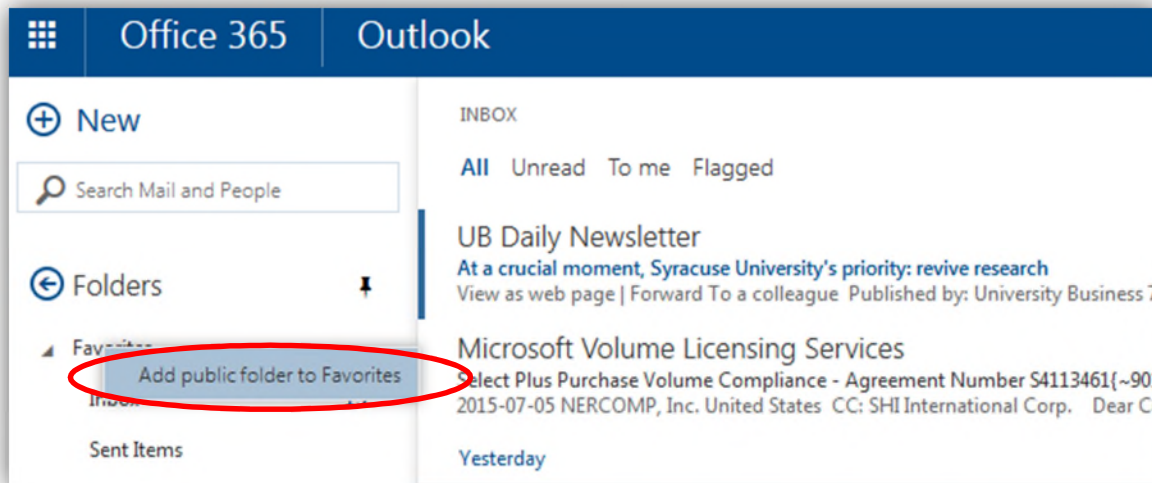 Office 365 Outlook
New
Search Mail and People
Folders
Favorites
Add public folder to Favorites
Inbox
Sent Items
INBOX
All Unread To me Flagged
UB Daily Newsletter
At a crucial moment, Syracuse University's priority: revive research
View as web page | Forward To a colleague Published by: University Business
Microsoft Volume Licensing Services
Select Plus Purchase Volume Compliance - Agreement Number S4113461{~90
2015-07-05 NERCOMP, Inc. United States CC: SHI International Corp. Dear C
Yesterday